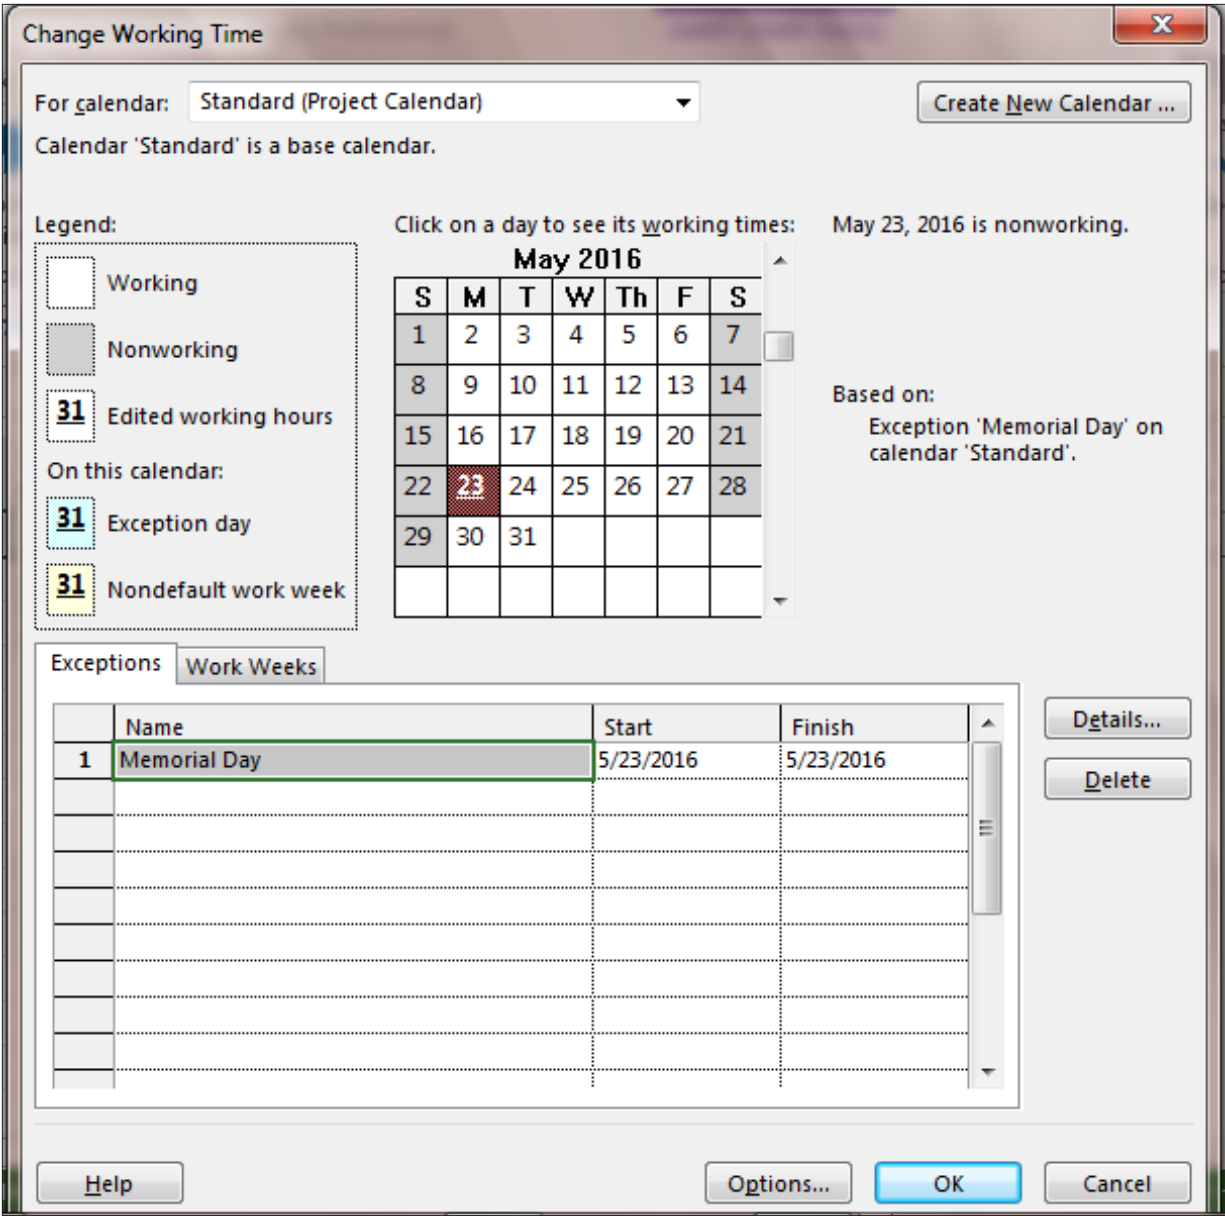 Change Working Time
For calendar: Standard (Project Calendar)
Create New Calendar ...
Calendar 'Standard' is a base calendar.
Legend:
Working
Nonworking
31 Edited working hours
On this calendar:
31 Exception day
31 Nondefault work week
Click on a day to see its working times:
May 2016
S M T W Th F S
1 2 3 4 5 6 7
8 9 10 11 12 13 14
15 16 17 18 19 20 21
22 23 24 25 26 27 28
29 30 31
May 23, 2016 is nonworking.
Based on:
Exception 'Memorial Day' on
calendar 'Standard'.
Exceptions Work Weeks
Name Start Finish
1 Memorial Day 5/23/2016 5/23/2016
Details...
Delete
Help Options... OK Cancel